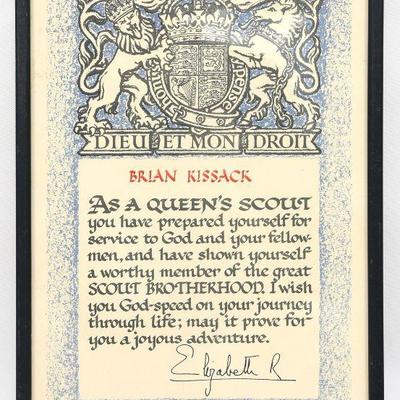 honi
pense
DIEU ET MON DROIT
BRIAN KISSACK
AS A QUEEN'S SCOUT
you have prepared yourself for
service to God and your fellow-
men, and have shown yourself
a worthy member of the great
SCOUT BROTHERHOOD. I wish
you God-speed on your journey
through life; may it prove for
you a joyous adventure.
Elizabeth R